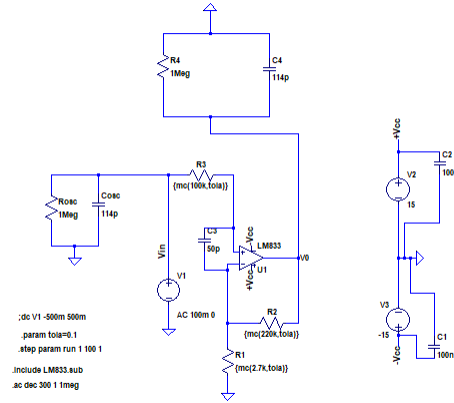 R4
1Meg
C4
114p
+Vcc
C2
100
V2
15
R3
{mc(100k,tola)}
Rosc
1Meg
Cosc
114p
C3
50p
-Vcc
LM833
U1
+Vcc
V0
Vin
V1
AC 100m 0
R2
{mc(220k,tola)}
V3
-15
-Vcc
C1
100n
R1
{mc(2.7k,tola)}
;dc V1 -500m 500m
.param tola=0.1
.step param run 1 100 1
.include LM833.sub
.ac dec 300 1 1meg